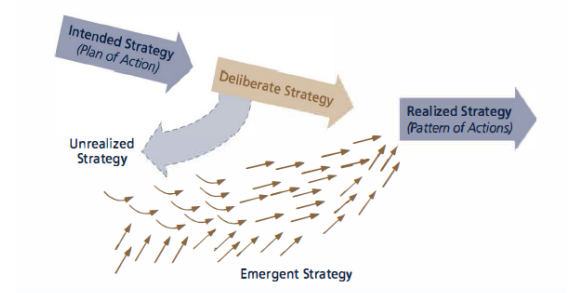 Intended Strategy
(Plan of Action)
Deliberate Strategy
Realized Strategy
(Pattern of Actions)
Unrealized
Strategy
Emergent Strategy